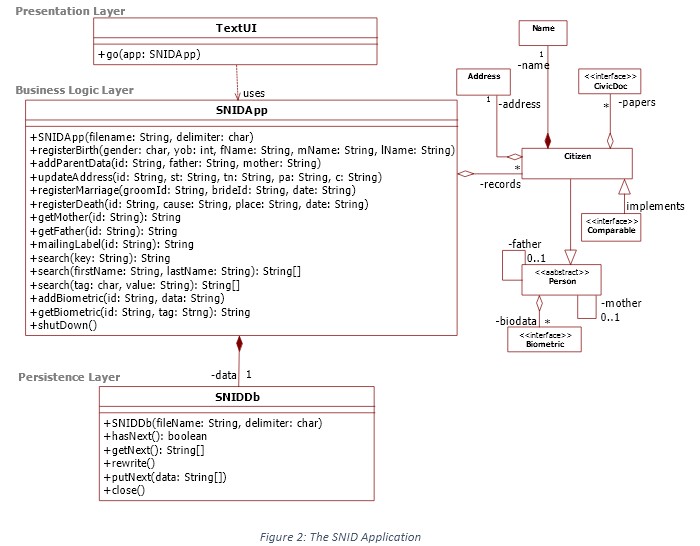 Presentation Layer
TextUI
+go(app: SNIDApp)
uses
Business Logic Layer
SNIDApp
+SNIDApp(filename: String, delimiter: char)
+registerBirth(gender: char, yob: int, fName: String, mName: String, lName: String)
+addParentData(id: String, father: String, mother: String)
+updateAddress(id: String, st: String, tn: String, pa: String, c: String)
+registerMarriage(groomId: String, brideId: String, date: String)
+registerDeath(id: String, cause: String, place: String, date: String)
+getMother(id: String): String
+getFather(id: String): String
+mailingLabel(id: String): String
+search(key: String): String
+search(firstName: String, lastName: String): String[]
+search(tag: char, value: String): String[]
+addBiometric(id: String, data: String)
+getBiometric(id: String, tag: Strng): String
+shutDown()
Name
1
-name
Address
1
-address
<<interface>>
CivicDoc
*
-papers
Citizen
*
-records
implements
<<interface>>
Comparable
-father
0..1
<<aabstract>>
Person
-mother
0..1
-biodata
*
<<interface>>
Biometric
Persistence Layer
-data
1
SNIDDb
+SNIDDb(fileName: String, delimiter: char)
+hasNext(): boolean
+getNext(): String[]
+rewrite()
+putNext(data: String[])
+close()
Figure 2: The SNID Application